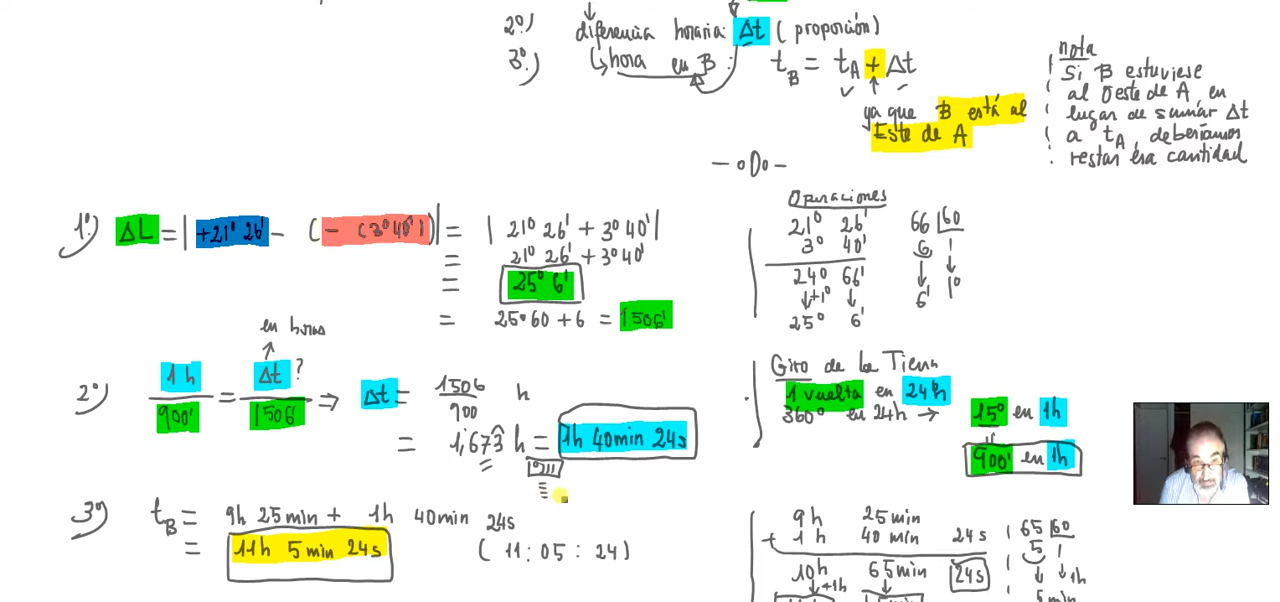 2º) diferencia horaria: Δt ( proporción)
3º) hora en B: t_B = t_A + Δt
ya que B está al
Este de A
nota
Si B estuviese
al Oeste de A, en
lugar de sumar Δt
a t_A, deberíamos
restar esa cantidad
— o0o —
1º) ΔL = | +21º 26' - (- (3º 40')) | = | 21º 26' + 3º 40' |
= 21º 26' + 3º 40'
= 25º 6'
= 25º 60 + 6 = 1506'
Operaciones
21º 26'
3º 40'
24º 66'
+1º
25º 6'
66 60
6 1
6' 1º
en horas
2º) 1h / 900' = Δt ? / 1506' ⇒ Δt = 1506 / 900 h
= 1,673 h = 1h 40min 24s
º ' ''
Giro de la Tierra
1 vuelta en 24h
360º en 24h → 15º en 1h
900' en 1h
3º) t_B = 9h 25min + 1h 40min 24s
= 11h 5min 24s
( 11 : 05 : 24 )
9h 25min
+ 1h 40min 24s
10h 65min 24s
+1h
65 60
5 1
1h
5min